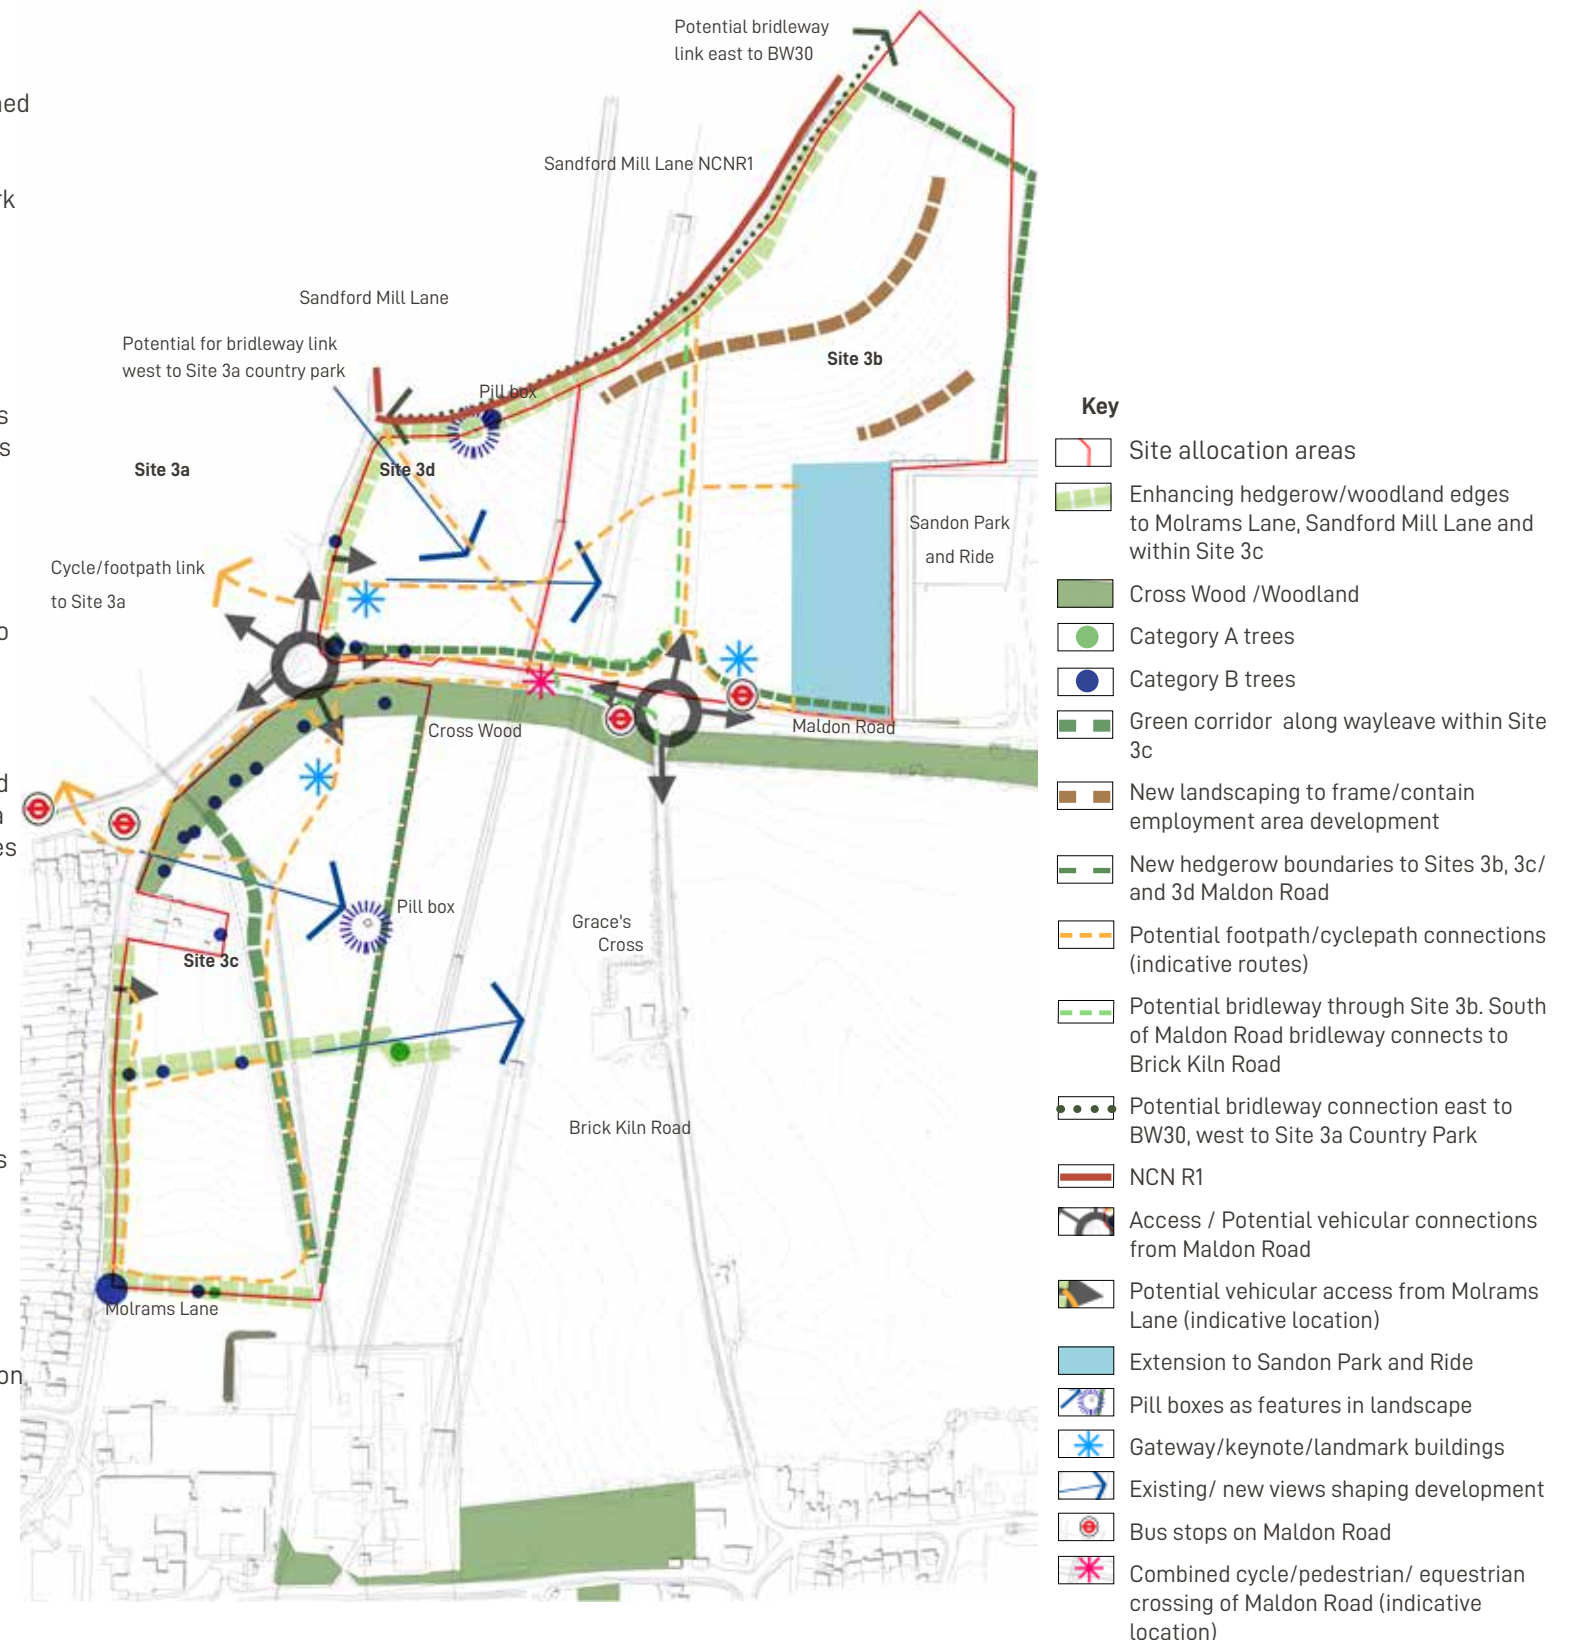 ned
rk
s
s
o
d
a
es
s
on
Potential bridleway
link east to BW30
Sandford Mill Lane NCNR1
Sandford Mill Lane
Potential for bridleway link
west to Site 3a country park
Pill box
Site 3b
Site 3a
Site 3d
Sandon Park
and Ride
Cycle/footpath link
to Site 3a
Cross Wood
Maldon Road
Pill box
Grace's
Cross
Site 3c
Brick Kiln Road
Molrams Lane
Key
Site allocation areas
Enhancing hedgerow/woodland edges
to Molrams Lane, Sandford Mill Lane and
within Site 3c
Cross Wood /Woodland
Category A trees
Category B trees
Green corridor along wayleave within Site
3c
New landscaping to frame/contain
employment area development
New hedgerow boundaries to Sites 3b, 3c/
and 3d Maldon Road
Potential footpath/cyclepath connections
(indicative routes)
Potential bridleway through Site 3b. South
of Maldon Road bridleway connects to
Brick Kiln Road
Potential bridleway connection east to
BW30, west to Site 3a Country Park
NCN R1
Access / Potential vehicular connections
from Maldon Road
Potential vehicular access from Molrams
Lane (indicative location)
Extension to Sandon Park and Ride
Pill boxes as features in landscape
Gateway/keynote/landmark buildings
Existing/ new views shaping development
Bus stops on Maldon Road
Combined cycle/pedestrian/ equestrian
crossing of Maldon Road (indicative
location)